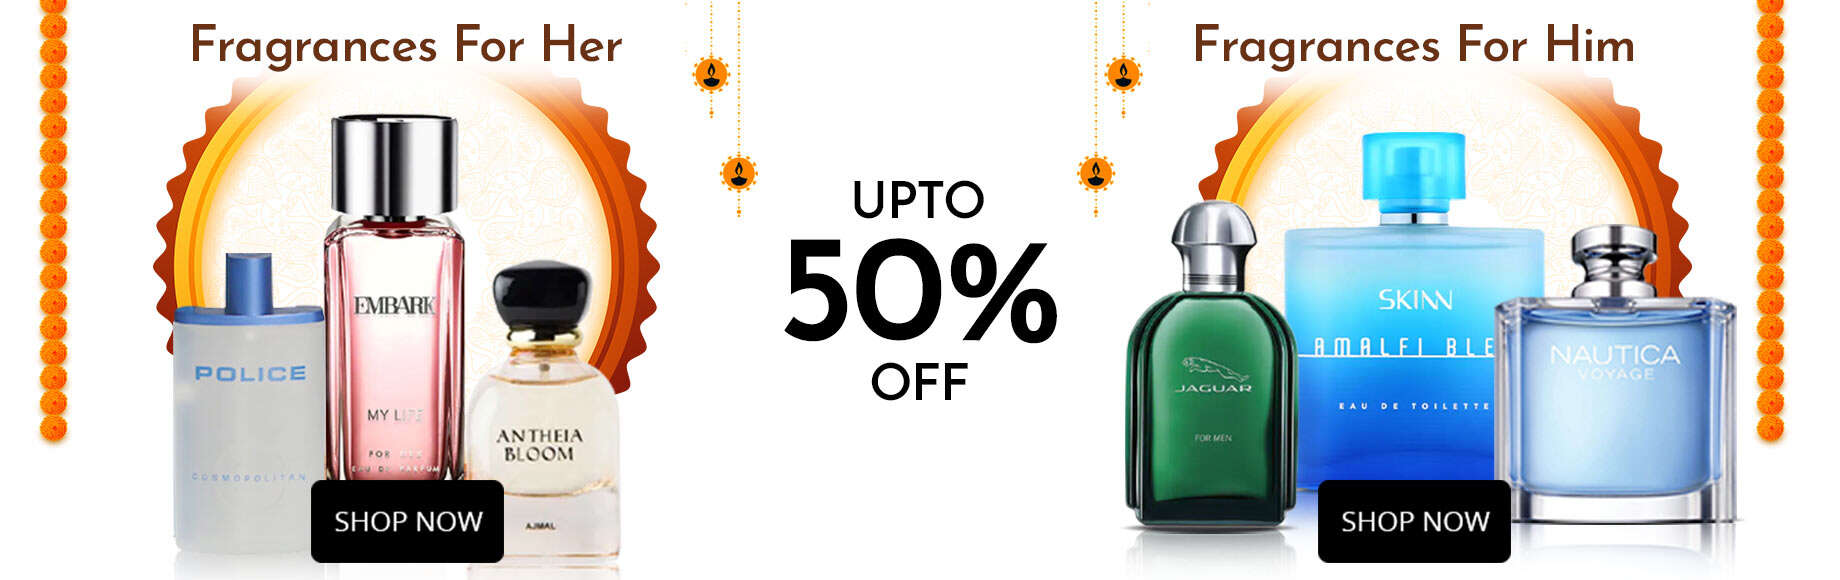 Fragrances For Her
POLICE
COSMOPOLITAN
EMBARK
MY LIFE
FOR HER
EAU DE PARFUM
ANTHEIA
BLOOM
AJMAL
SHOP NOW
UPTO
50%
OFF
Fragrances For Him
JAGUAR
FOR MEN
SKINN
AMALFI BLE
EAU DE TOILETTE
NAUTICA
VOYAGE
SHOP NOW